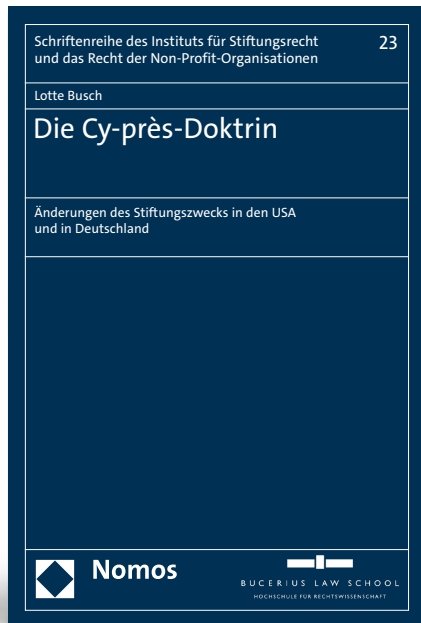 Schriftenreihe des Instituts für Stiftungsrecht 23
und das Recht der Non-Profit-Organisationen
Lotte Busch
Die Cy-près-Doktrin
Änderungen des Stiftungszwecks in den USA
und in Deutschland
Nomos
BUCERIUS LAW SCHOOL
HOCHSCHULE FÜR RECHTSWISSENSCHAFT